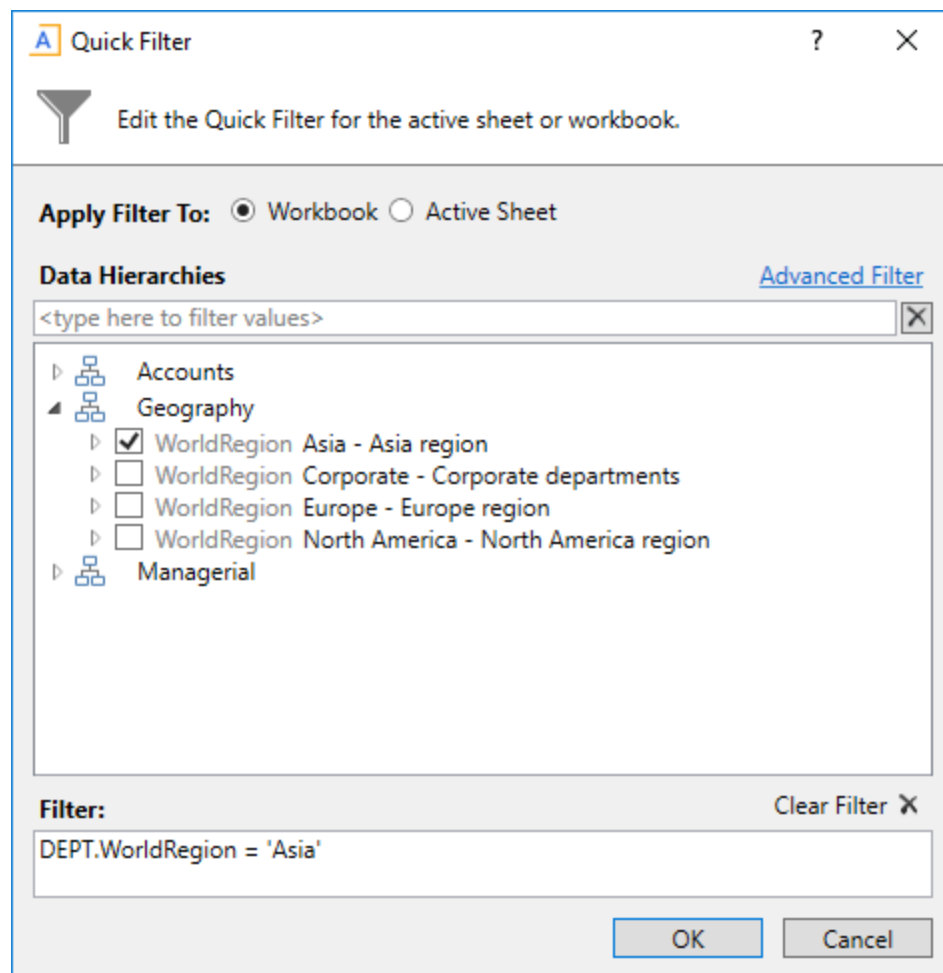 A Quick Filter ?
Edit the Quick Filter for the active sheet or workbook.
Apply Filter To: Workbook Active Sheet
Data Hierarchies Advanced Filter
<type here to filter values>
Accounts
Geography
WorldRegion Asia - Asia region
WorldRegion Corporate - Corporate departments
WorldRegion Europe - Europe region
WorldRegion North America - North America region
Managerial
Filter: Clear Filter
DEPT.WorldRegion = 'Asia'
OK Cancel